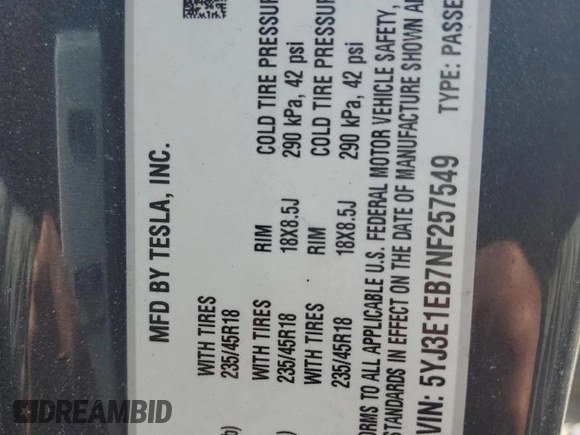 MFD BY TESLA, INC.
WITH TIRES RIM COLD TIRE PRESSUR
235/45R18 18X8.5J 290 kPa, 42 psi
WITH TIRES RIM COLD TIRE PRESSUR
235/45R18 18X8.5J 290 kPa, 42 psi
WITH TIRES
235/45R18
ORMS TO ALL APPLICABLE U.S. FEDERAL MOTOR VEHICLE SAFETY,
STANDARDS IN EFFECT ON THE DATE OF MANUFACTURE SHOWN A
VIN: 5YJ3E1EB7NF257549 TYPE: PASSE
DREAMBID